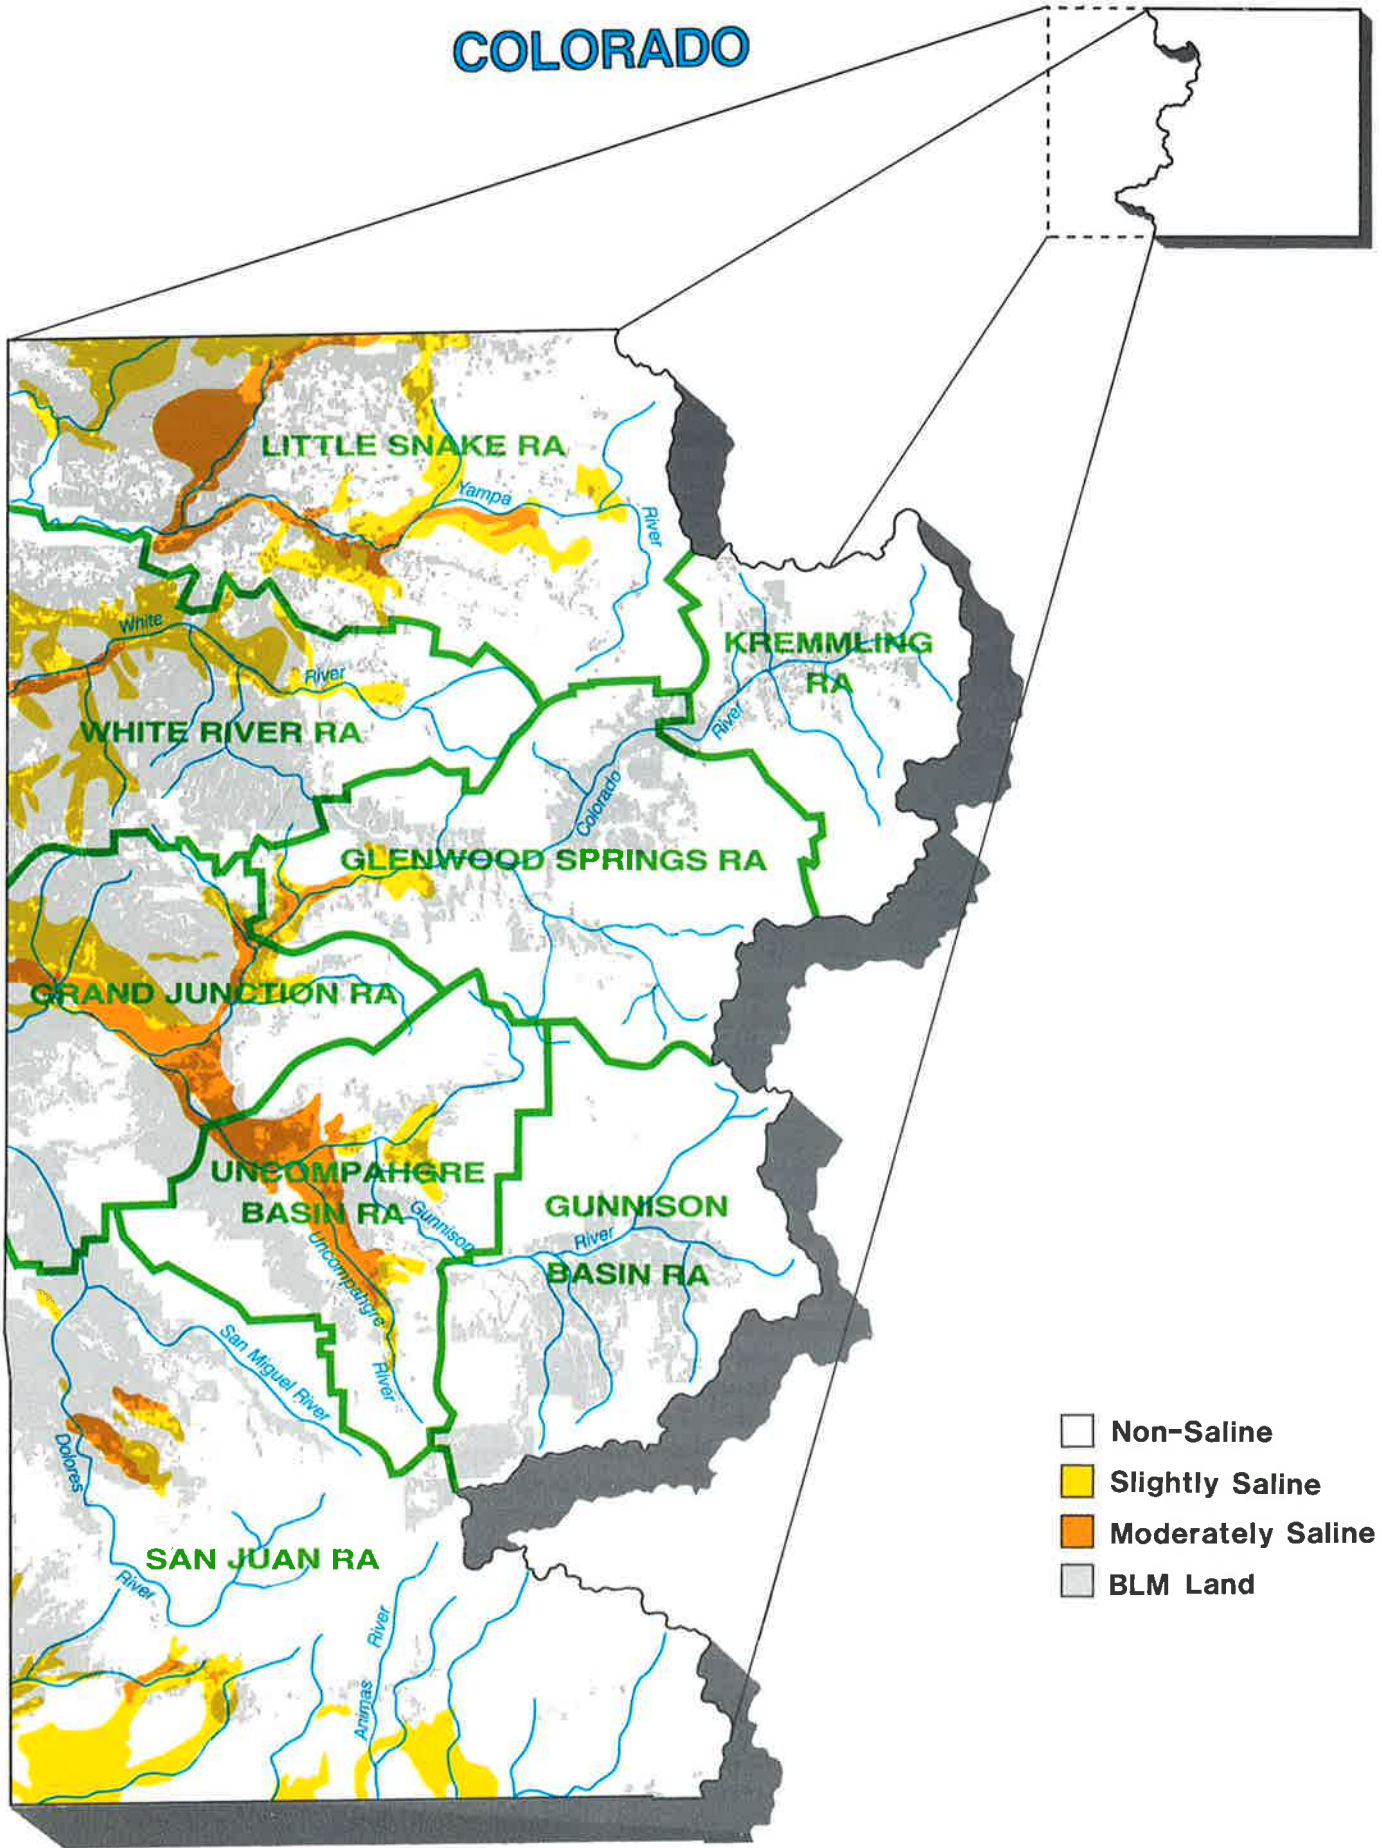 COLORADO
LITTLE SNAKE RA
Yampa
River
White
River
KREMMLING
RA
River
WHITE RIVER RA
Colorado
GLENWOOD SPRINGS RA
GRAND JUNCTION RA
UNCOMPAHGRE
BASIN RA
Gunnison
River
GUNNISON
BASIN RA
Uncompahgre
River
San Miguel River
Dolores
River
SAN JUAN RA
Animas
River
Non-Saline
Slightly Saline
Moderately Saline
BLM Land